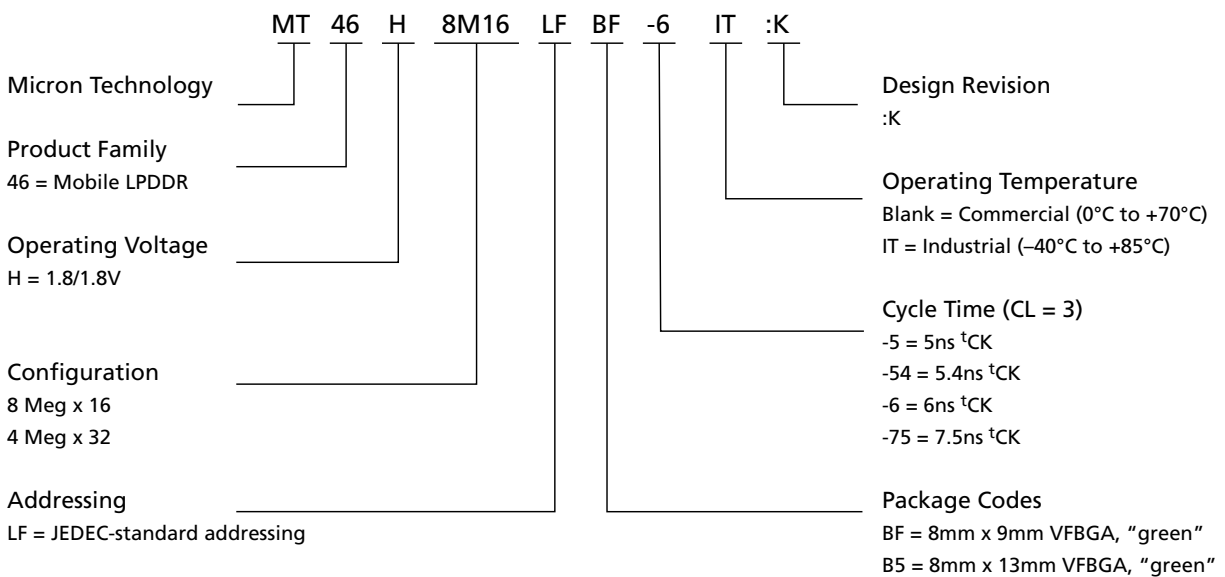 MT 46 H 8M16 LF BF -6 IT :K
Micron Technology
Product Family
46 = Mobile LPDDR
Operating Voltage
H = 1.8/1.8V
Configuration
8 Meg x 16
4 Meg x 32
Addressing
LF = JEDEC-standard addressing
Design Revision
:K
Operating Temperature
Blank = Commercial (0°C to +70°C)
IT = Industrial (–40°C to +85°C)
Cycle Time (CL = 3)
-5 = 5ns tCK
-54 = 5.4ns tCK
-6 = 6ns tCK
-75 = 7.5ns tCK
Package Codes
BF = 8mm x 9mm VFBGA, “green”
B5 = 8mm x 13mm VFBGA, “green”